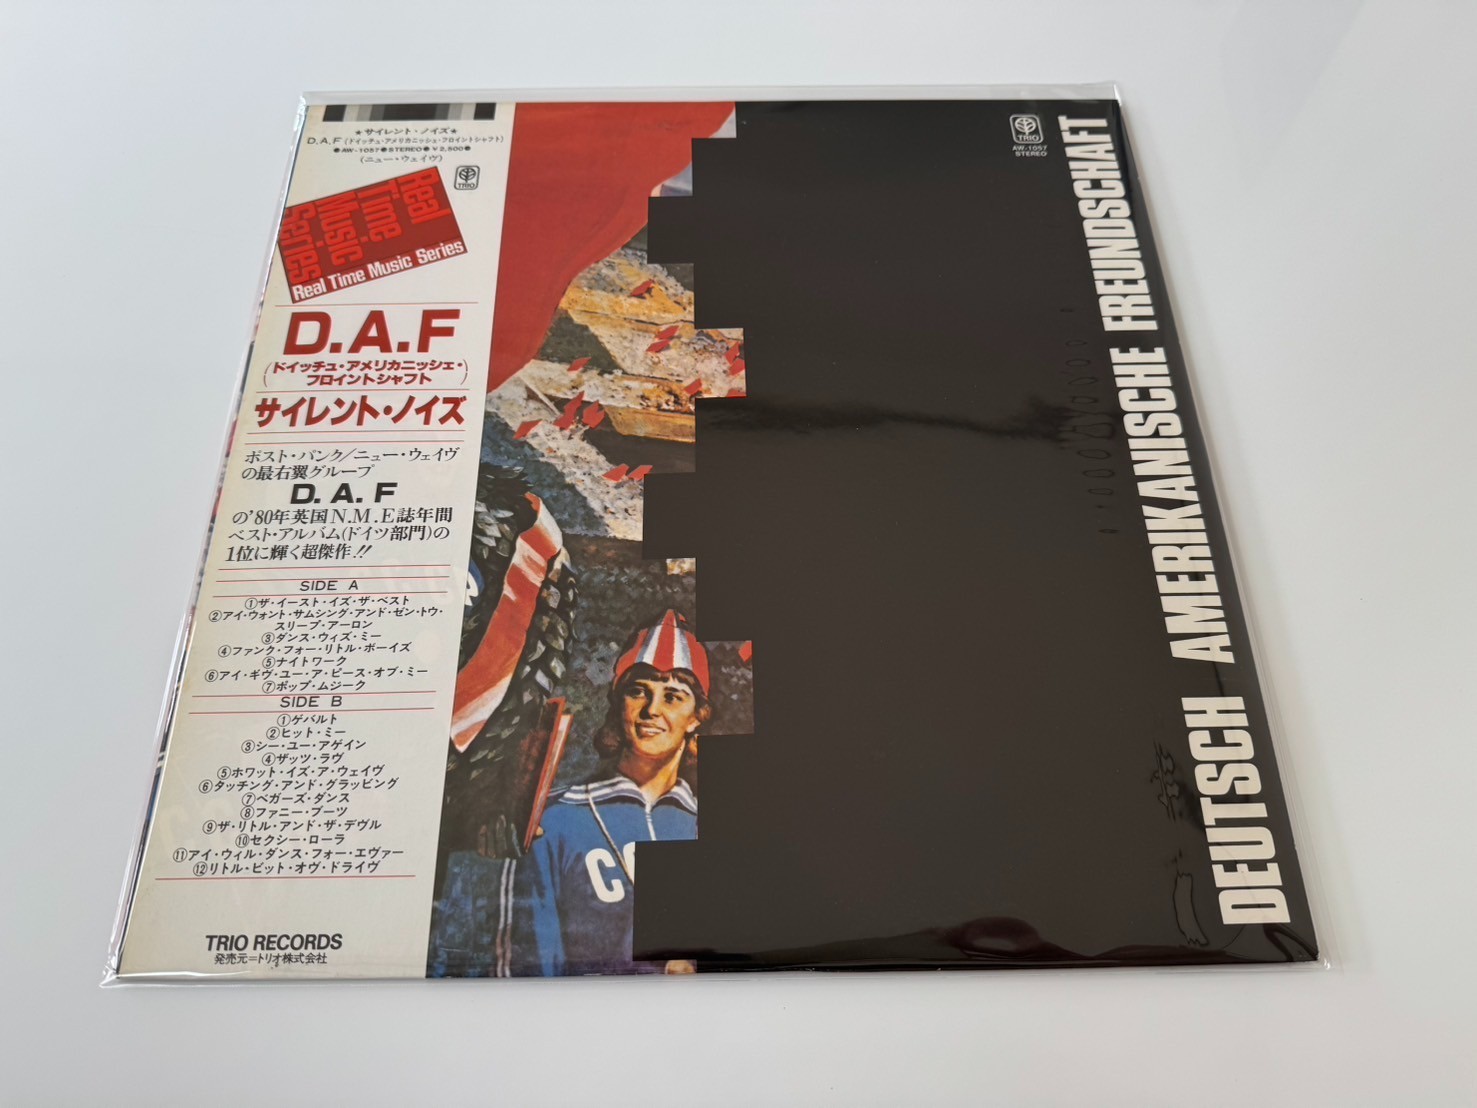 ★サイレント・ノイズ★
D.A.F(ドイッチュ・アメリカニッシェ・フロイントシャフト)
●AW-1057●STEREO●¥2,500●
(ニュー・ウェイヴ)
TRIO
Real
Time
Music
Series
Real Time Music Series
D.A.F
(ドイッチュ・アメリカニッシェ・
フロイントシャフト)
サイレント・ノイズ
ポスト・パンク/ニュー・ウェイヴ
の最右翼グループ
D. A. F
の'80年英国N.M.E誌年間
ベスト・アルバム(ドイツ部門)の
1位に輝く超傑作.!!
SIDE A
①ザ・イースト・イズ・ザ・ベスト
②アイ・ウォント・サムシング・アンド・ゼン・トゥ・
スリープ・アーロン
③ダンス・ウィズ・ミー
④ファンク・フォー・リトル・ボーイズ
⑤ナイトワーク
⑥アイ・ギヴ・ユー・ア・ピース・オブ・ミー
⑦ポップ・ムジーク
SIDE B
①ゲバルト
②ヒット・ミー
③シー・ユー・アゲイン
④ザッツ・ラヴ
⑤ホワット・イズ・ア・ウェイヴ
⑥タッチング・アンド・グラッビング
⑦ベガーズ・ダンス
⑧ファニー・ブーツ
⑨ザ・リトル・アンド・ザ・デヴル
⑩セクシー・ローラ
⑪アイ・ウィル・ダンス・フォー・エヴァー
⑫リトル・ビット・オヴ・ドライヴ
TRIO RECORDS
発売元=トリオ株式会社
TRIO
AW-1057
STEREO
DEUTSCH AMERIKANISCHE FREUNDSCHAFT